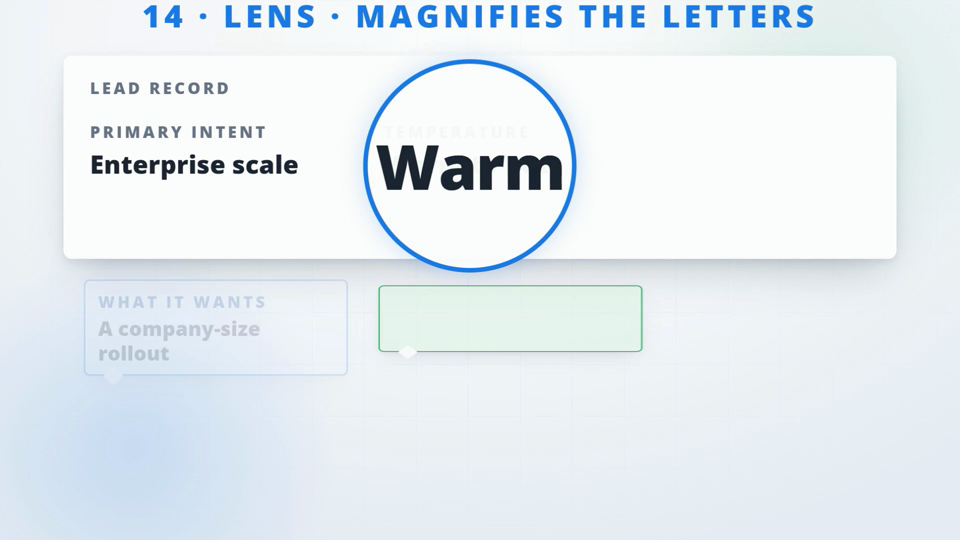 14 · LENS · MAGNIFIES THE LETTERS
LEAD RECORD
PRIMARY INTENT
TEMPERATURE
Enterprise scale
Warm
WHAT IT WANTS
A company-size
rollout